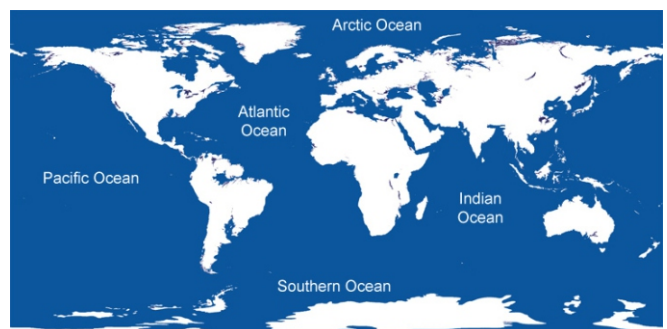 Arctic Ocean
Atlantic
Ocean
Pacific Ocean
Indian
Ocean
Southern Ocean